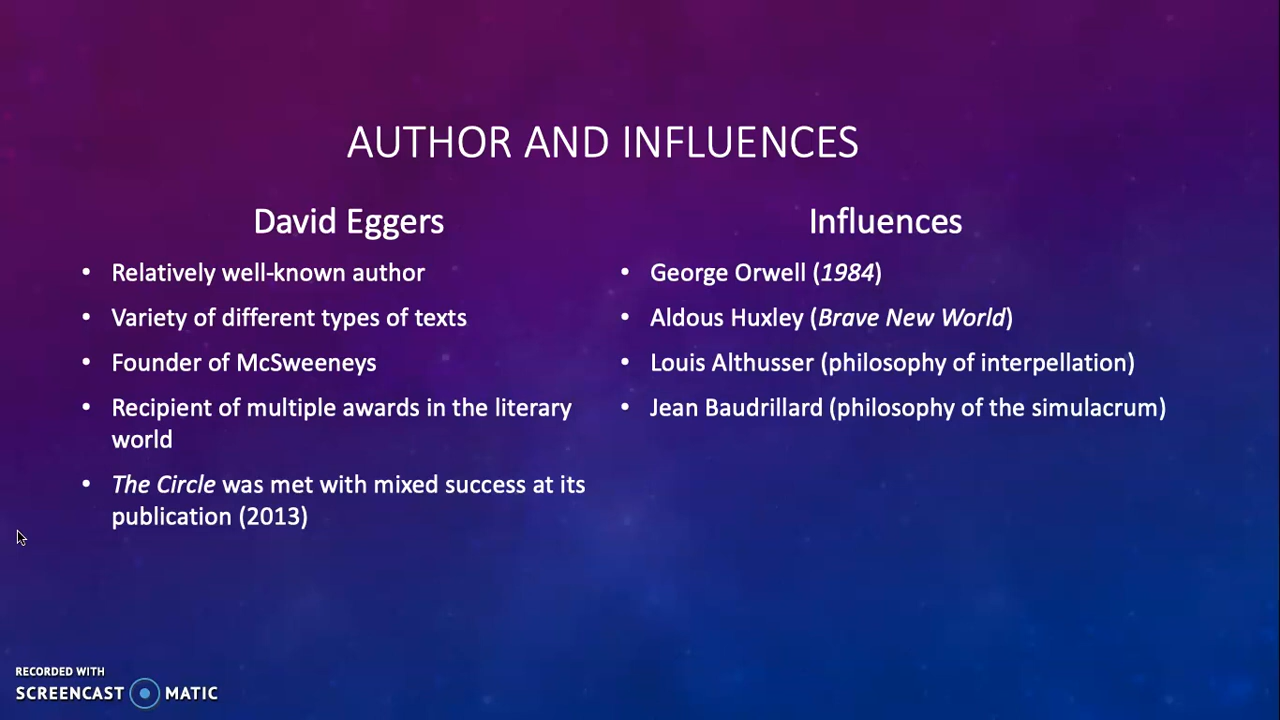 AUTHOR AND INFLUENCES
David Eggers
• Relatively well-known author
• Variety of different types of texts
• Founder of McSweeneys
• Recipient of multiple awards in the literary
world
• The Circle was met with mixed success at its
publication (2013)
Influences
• George Orwell (1984)
• Aldous Huxley (Brave New World)
• Louis Althusser (philosophy of interpellation)
• Jean Baudrillard (philosophy of the simulacrum)
RECORDED WITH
SCREENCAST MATIC